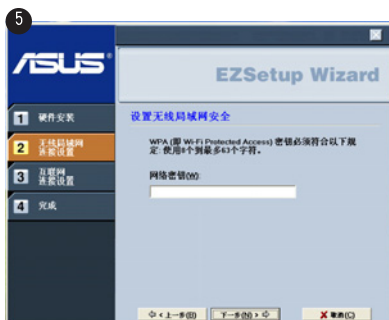 5
ASUS
EZSetup Wizard
1 硬件安装
2 无线局域网
连接设置
3 互联网
连接设置
4 完成
设置无线局域网安全
WPA (即 Wi-Fi Protected Access) 密钥必须符合以下规
定: 使用8个到最多63个字符。
网络密钥(W):
< 上一步(B)
下一步(N) >
取消(C)